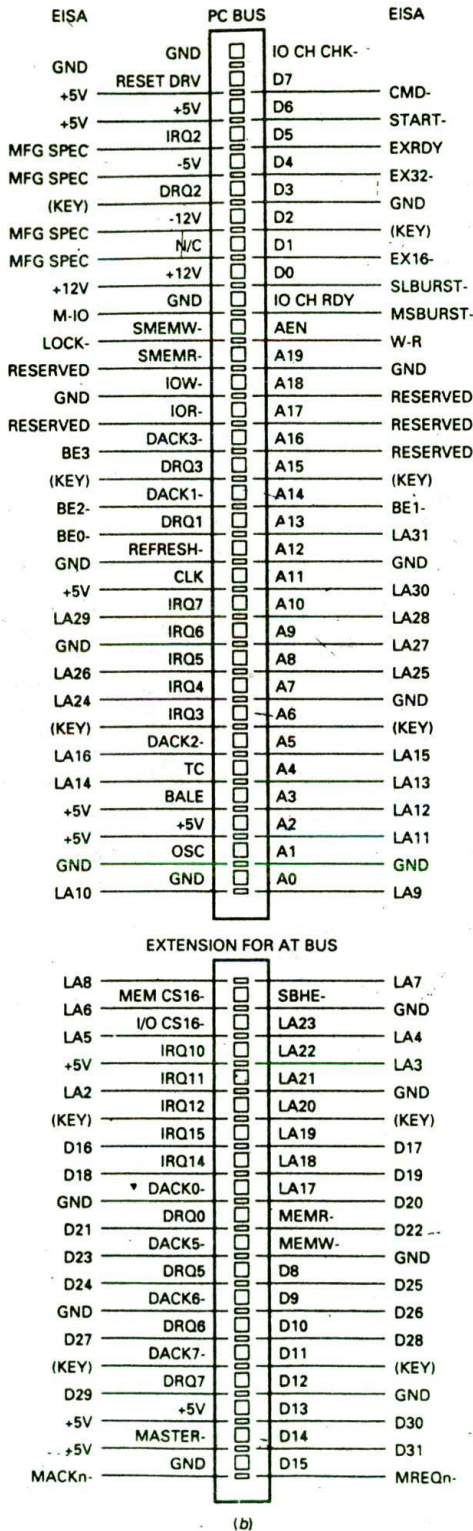 EISA PC BUS EISA
GND IO CH CHK-
GND
RESET DRV D7
+5V CMD-
+5V D6
+5V START-
IRQ2 D5
MFG SPEC EXRDY
-5V D4
MFG SPEC EX32-
DRQ2 D3
(KEY) GND
-12V D2
MFG SPEC (KEY)
N/C D1
MFG SPEC EX16-
+12V D0
+12V SLBURST-
GND IO CH RDY
M-IO MSBURST-
SMEMW- AEN
LOCK- W-R
SMEMR- A19
RESERVED GND
IOW- A18
GND RESERVED
IOR- A17
RESERVED RESERVED
DACK3- A16
BE3 RESERVED
DRQ3 A15
(KEY) (KEY)
DACK1- A14
BE2- BE1-
DRQ1 A13
BE0- LA31
REFRESH- A12
GND GND
CLK A11
+5V LA30
IRQ7 A10
LA29 LA28
IRQ6 A9
GND LA27
IRQ5 A8
LA26 LA25
IRQ4 A7
LA24 GND
IRQ3 A6
(KEY) (KEY)
DACK2- A5
LA16 LA15
TC A4
LA14 LA13
BALE A3
+5V LA12
+5V A2
+5V LA11
OSC A1
GND GND
GND A0
LA10 LA9
EXTENSION FOR AT BUS
LA8 LA7
MEM CS16- SBHE-
LA6 GND
I/O CS16- LA23
LA5 LA4
IRQ10 LA22
+5V LA3
IRQ11 LA21
LA2 GND
IRQ12 LA20
(KEY) (KEY)
IRQ15 LA19
D16 D17
IRQ14 LA18
D18 D19
DACK0- LA17
GND D20
DRQ0 MEMR-
D21 D22
DACK5- MEMW-
D23 GND
DRQ5 D8
D24 D25
DACK6- D9
GND D26
DRQ6 D10
D27 D28
DACK7- D11
(KEY) (KEY)
DRQ7 D12
D29 GND
+5V D13
+5V D30
MASTER- D14
+5V D31
GND D15
MACKn- MREQn-
(b)